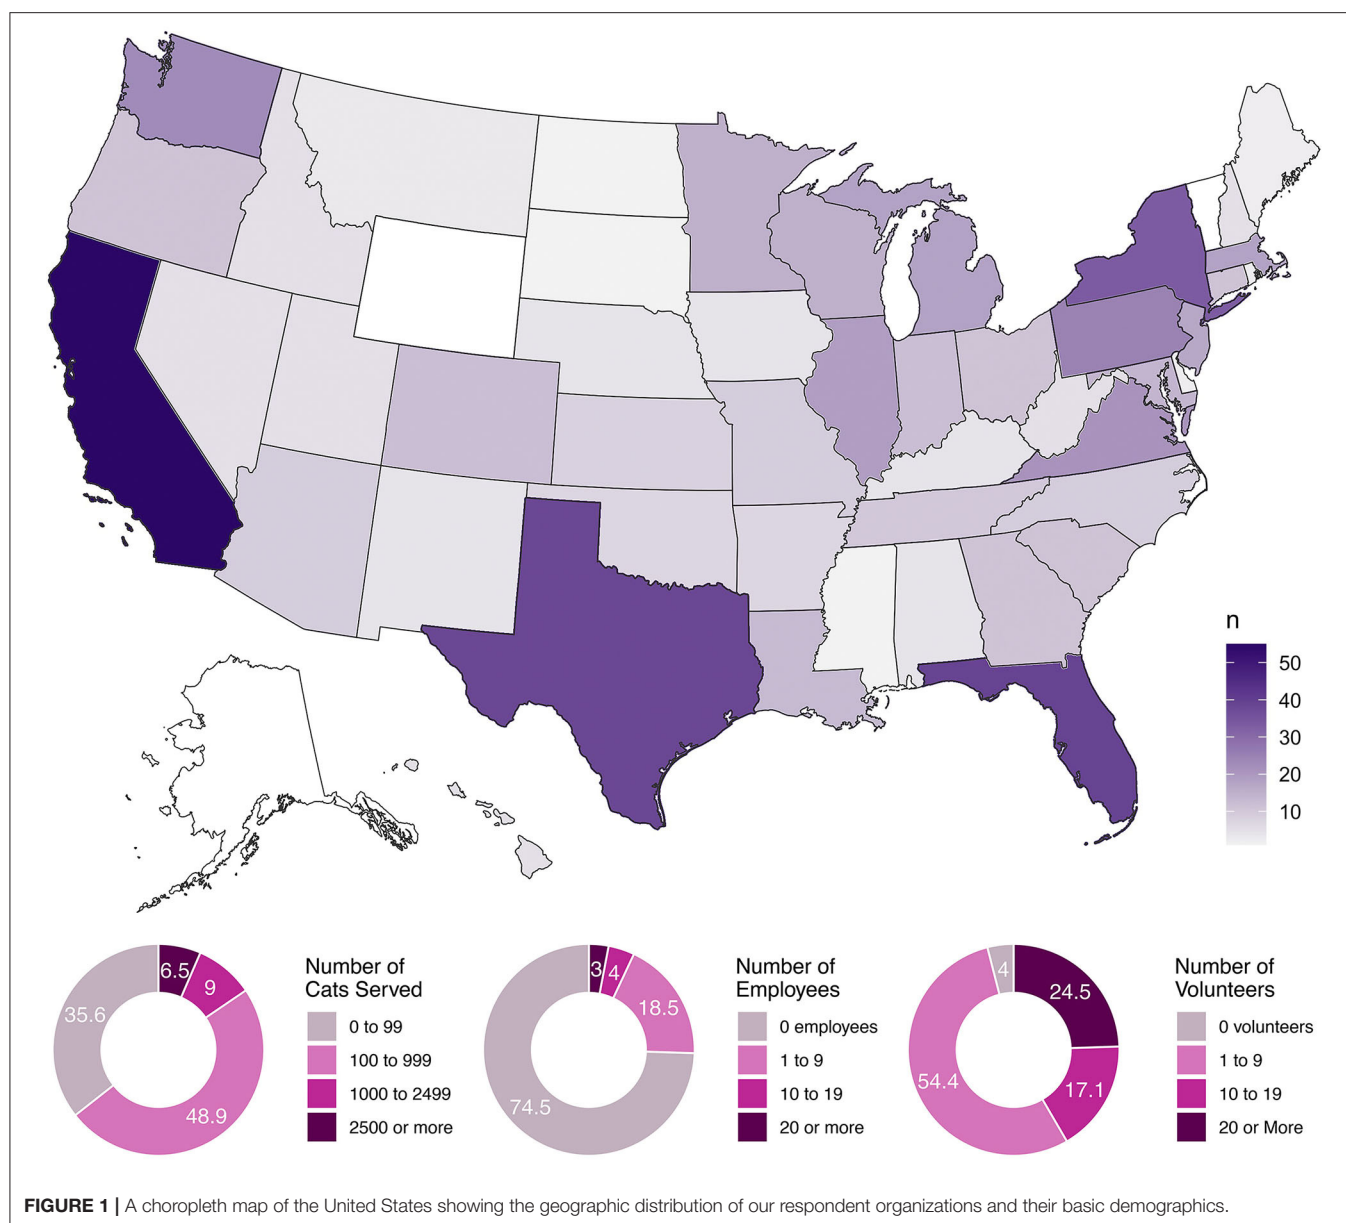 n
50
40
30
20
10
6.5
9
35.6
48.9
Number of
Cats Served
0 to 99
100 to 999
1000 to 2499
2500 or more
3
4
18.5
74.5
Number of
Employees
0 employees
1 to 9
10 to 19
20 or more
4
24.5
54.4
17.1
Number of
Volunteers
0 volunteers
1 to 9
10 to 19
20 or More
FIGURE 1 | A choropleth map of the United States showing the geographic distribution of our respondent organizations and their basic demographics.